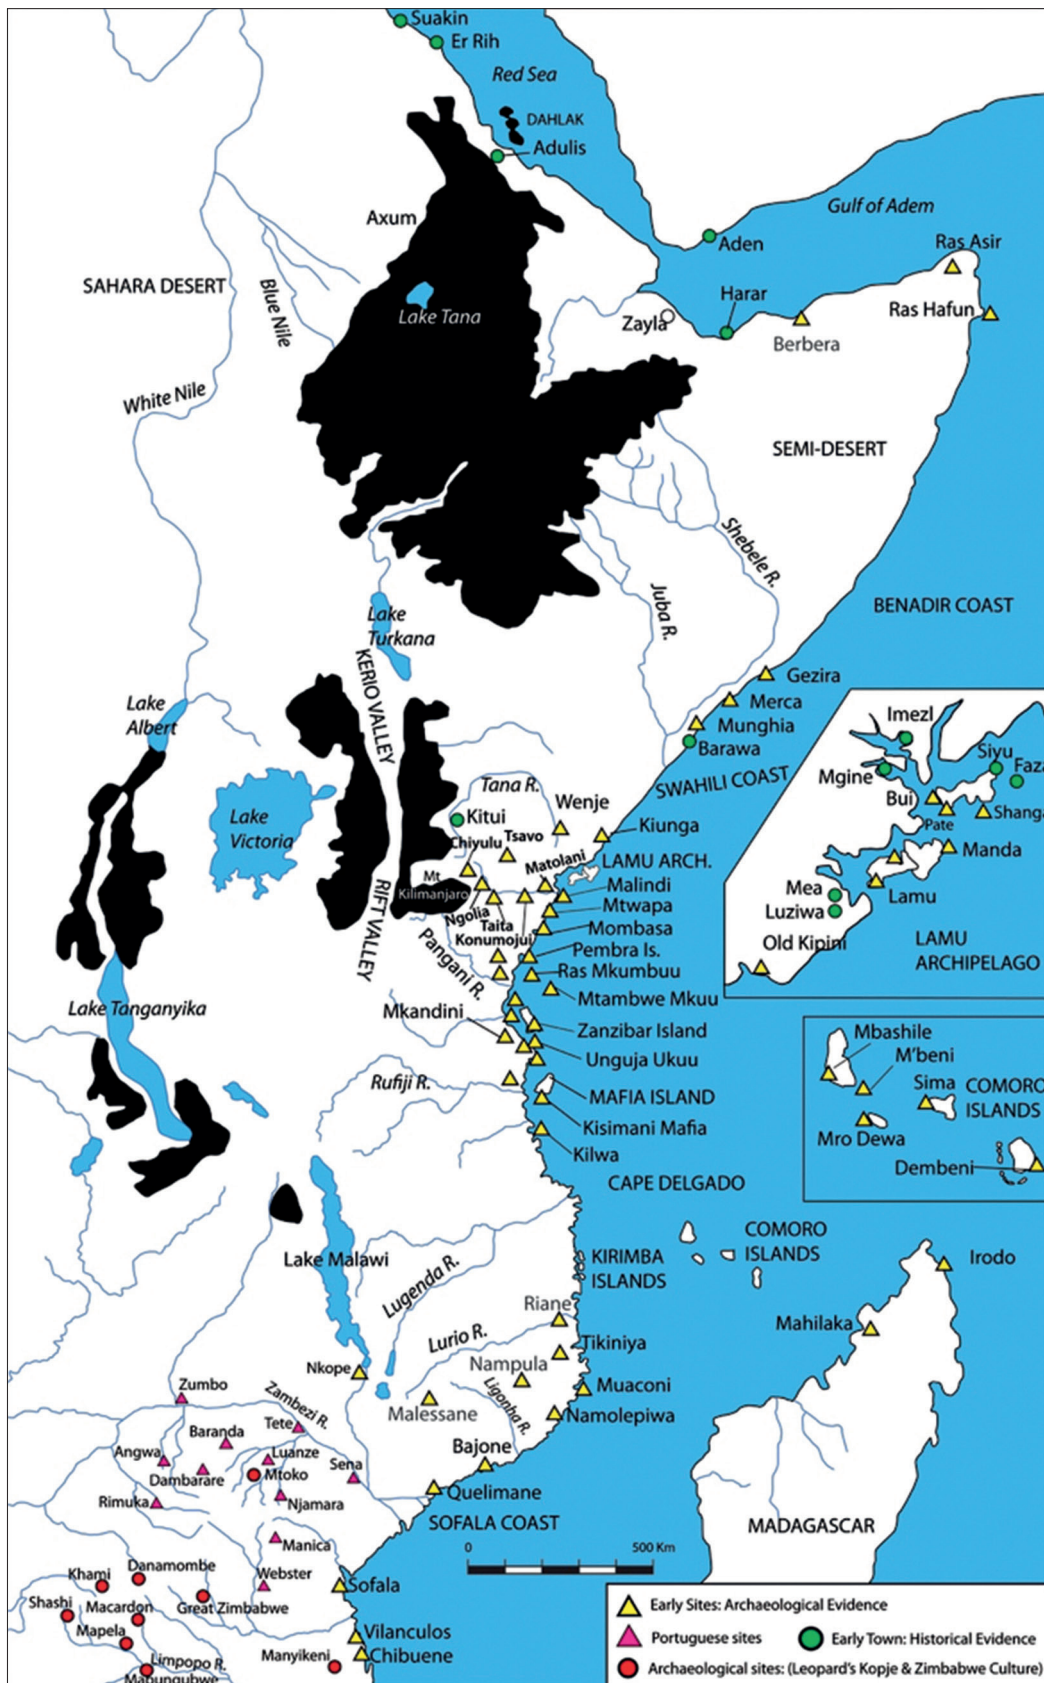 Suakin
Er Rih
Red Sea
DAHLAK
Adulis
Axum
Gulf of Adem
Aden
Ras Asir
SAHARA DESERT
Blue Nile
Lake Tana
Harar
Zayla
Ras Hafun
Berbera
White Nile
SEMI-DESERT
Shebele R.
Juba R.
BENADIR COAST
Lake
Turkana
KERIO VALLEY
Gezira
Merca
Munghia
Barawa
SWAHILI COAST
Lake
Albert
Imezl
Siyu
Faza
Mgine
Bui
Pate
Shanga
Manda
Lamu
Mea
Luziwa
Old Kipini
LAMU
ARCHIPELAGO
Tana R.
Wenje
Kitui
Kiunga
Lake
Victoria
Chiyulu
Tsavo
Matolani
LAMU ARCH.
Mt
Kilimanjaro
Malindi
Mtwapa
Ngolia
Taita
Mombasa
Konumojui
RIFT VALLEY
Pangani R.
Pembra Is.
Ras Mkumbuu
Mtambwe Mkuu
Lake Tanganyika
Mkandini
Zanzibar Island
Unguja Ukuu
Rufiji R.
MAFIA ISLAND
Kisimani Mafia
Kilwa
Mbashile
M'beni
Sima
COMORO
ISLANDS
Mro Dewa
Dembeni
CAPE DELGADO
Lake Malawi
Lugenda R.
KIRIMBA
ISLANDS
COMORO
ISLANDS
Irodo
Riane
Mahilaka
Lurio R.
Tikiniya
Nkope
Nampula
Muaconi
Malessane
Ligonha R.
Namolepiwa
Zumbo
Zambezi R.
Tete
Baranda
Angwa
Luanze
Sena
Bajone
Dambarare
Mtoko
Rimuka
Njamara
Quelimane
SOFALA COAST
MADAGASCAR
Manica
0
500 Km
Danamombe
Khami
Webster
Sofala
Shashi
Macardon
Great Zimbabwe
Mapela
Vilanculos
Limpopo R.
Manyikeni
Chibuene
Mapungubwe
Early Sites: Archaeological Evidence
Portuguese sites
Early Town: Historical Evidence
Archaeological sites: (Leopard's Kopje & Zimbabwe Culture)